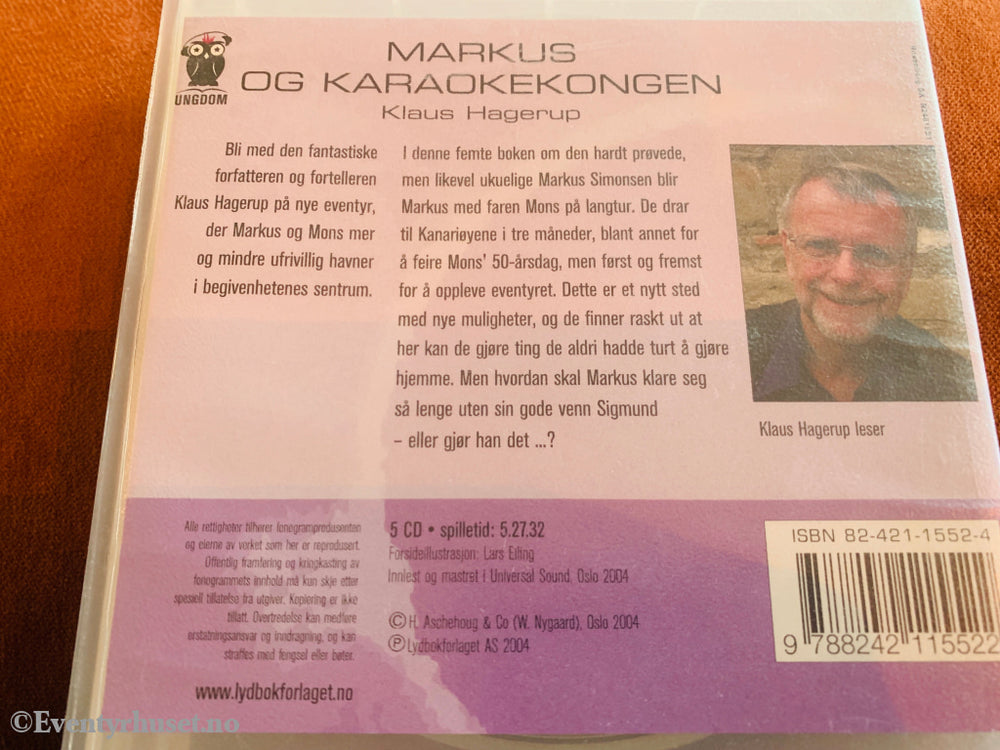 MARKUS
OG KARAOKEKONGEN
Klaus Hagerup
UNGDOM
Bli med den fantastiske
forfatteren og fortelleren
Klaus Hagerup på nye eventyr,
der Markus og Mons mer
og mindre ufrivillig havner
i begivenhetenes sentrum.
I denne femte boken om den hardt prøvede,
men likevel ukuelige Markus Simonsen blir
Markus med faren Mons på langtur. De drar
til Kanariøyene i tre måneder, blant annet for
å feire Mons' 50-årsdag, men først og fremst
for å oppleve eventyret. Dette er et nytt sted
med nye muligheter, og de finner raskt ut at
her kan de gjøre ting de aldri hadde turt å gjøre
hjemme. Men hvordan skal Markus klare seg
så lenge uten sin gode venn Sigmund
– eller gjør han det ...?
Klaus Hagerup leser
Alle rettigheter tilhører fonogramprodusenten
og eierne av verket som her er reprodusert.
Offentlig framføring og kringkasting av
fonogrammets innhold må kun skje etter
spesiell tillatelse fra utgiver. Kopiering er ikke
tillatt. Overtredelse kan medføre
erstatningsansvar og inndragning, og kan
straffes med fengsel eller bøter.
www.lydbokforlaget.no
5 CD • spilletid: 5.27.32
Forsideillustrasjon: Lars Elling
Innlest og mastret i Universal Sound, Oslo 2004
© H. Aschehoug & Co (W. Nygaard), Oslo 2004
℗ Lydbokforlaget AS 2004
ISBN 82-421-1552-4
9 788242 115522
©Eventyrhuset.no